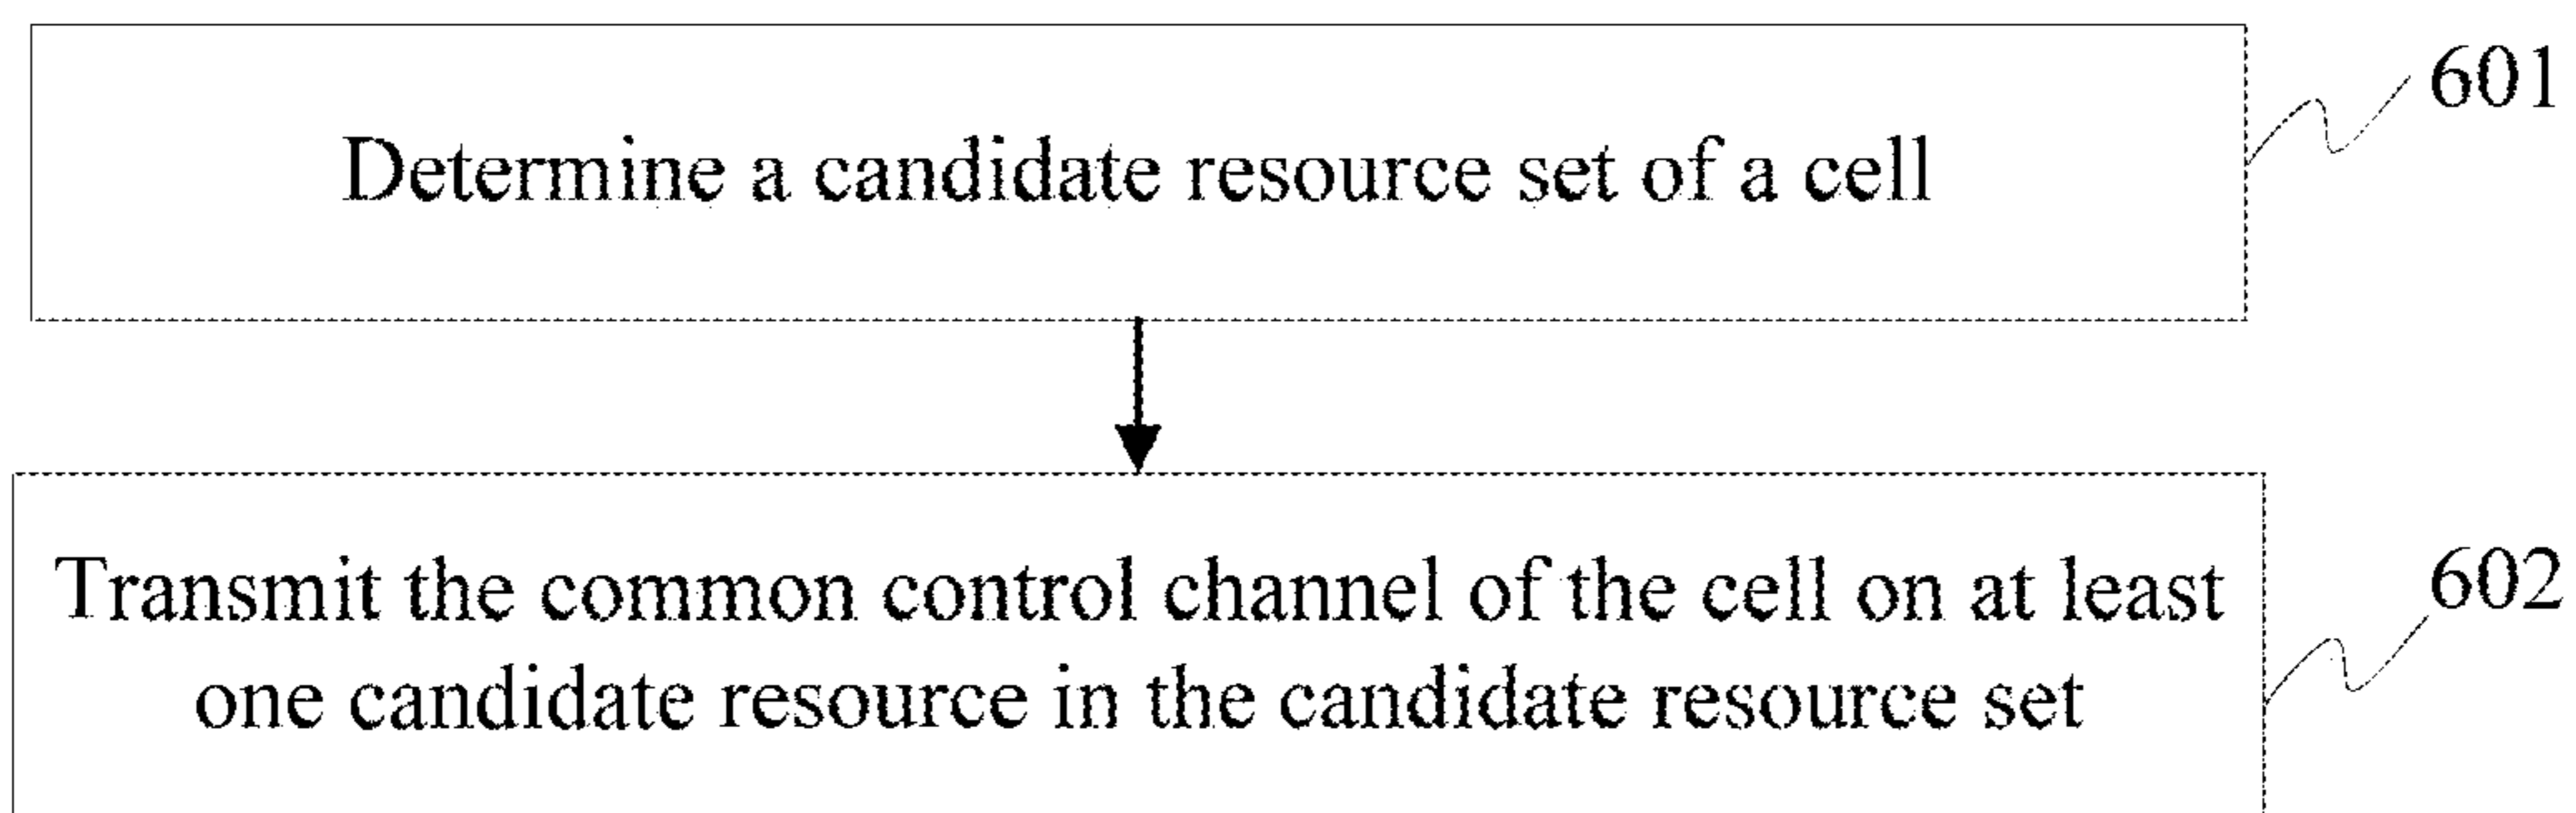 Determine a candidate resource set of a cell
601
Transmit the common control channel of the cell on at least
one candidate resource in the candidate resource set
602